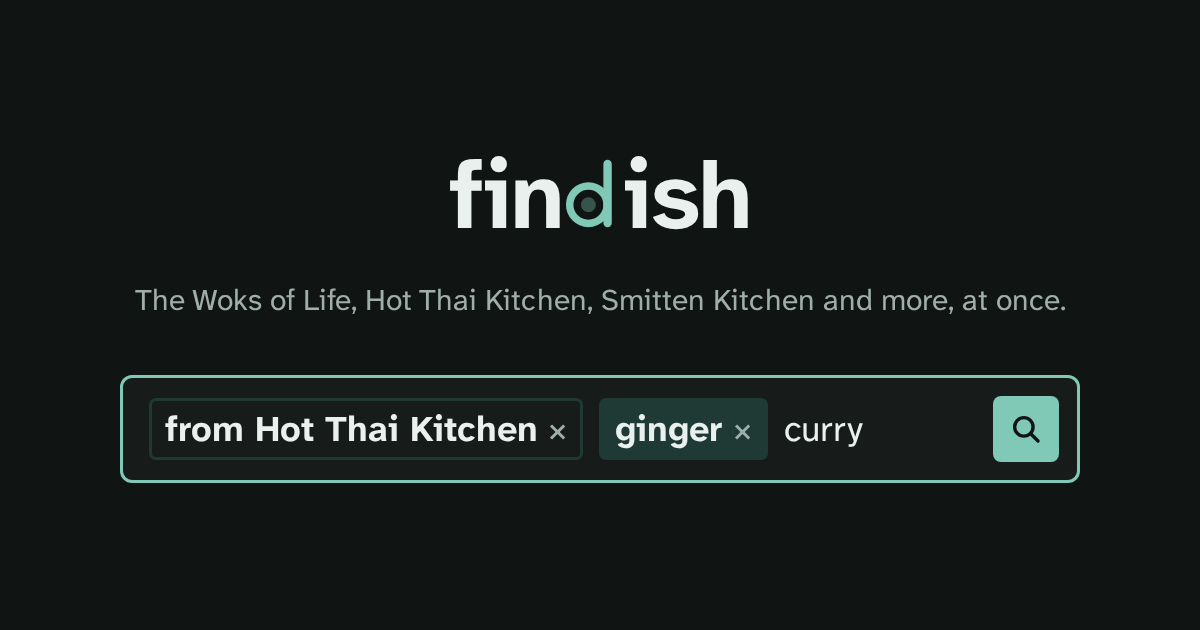 findish
The Woks of Life, Hot Thai Kitchen, Smitten Kitchen and more, at once.
from Hot Thai Kitchen × ginger × curry